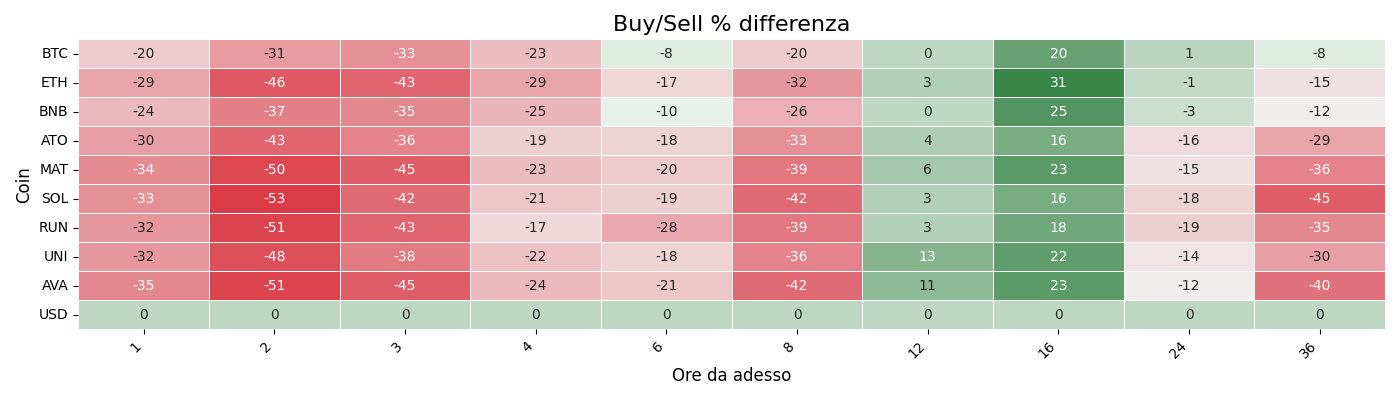 Buy/Sell % differenza
Coin
BTC -20 -31 -33 -23 -8 -20 0 20 1 -8
ETH -29 -46 -43 -29 -17 -32 3 31 -1 -15
BNB -24 -37 -35 -25 -10 -26 0 25 -3 -12
ATO -30 -43 -36 -19 -18 -33 4 16 -16 -29
MAT -34 -50 -45 -23 -20 -39 6 23 -15 -36
SOL -33 -53 -42 -21 -19 -42 3 16 -18 -45
RUN -32 -51 -43 -17 -28 -39 3 18 -19 -35
UNI -32 -48 -38 -22 -18 -36 13 22 -14 -30
AVA -35 -51 -45 -24 -21 -42 11 23 -12 -40
USD 0 0 0 0 0 0 0 0 0 0
1 2 3 4 6 8 12 16 24 36
Ore da adesso